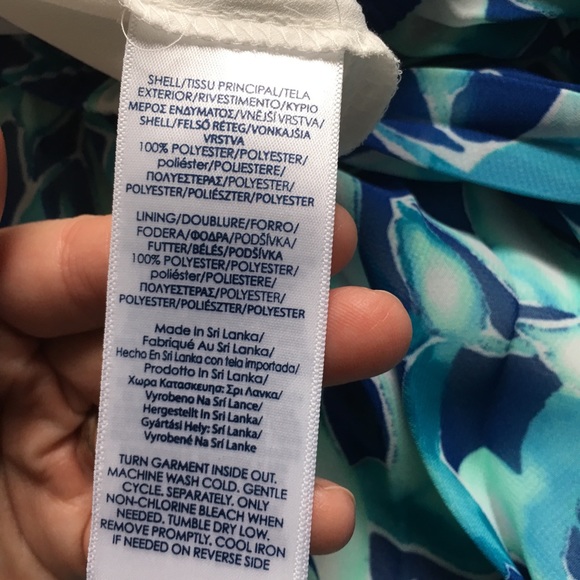 SHELL/TISSU PRINCIPAL/TELA
EXTERIOR/RIVESTIMENTO/ΚΥΡΙΟ
ΜΕΡΟΣ ΕΝΔΥΜΑΤΟΣ/VNĚJŠÍ VRSTVA/
SHELL/FELSŐ RÉTEG/VONKAJŠIA
VRSTVA
100% POLYESTER/POLYESTER/
poliéster/POLIESTERE/
ΠΟΛΥΕΣΤΕΡΑΣ/POLYESTER/
POLYESTER/POLIÉSZTER/POLYESTER
LINING/DOUBLURE/FORRO/
FODERA/ΦΟΔΡΑ/PODŠÍVKA/
FUTTER/BÉLÉS/PODŠÍVKA
100% POLYESTER/POLYESTER/
poliéster/POLIESTERE/
ΠΟΛΥΕΣΤΕΡΑΣ/POLYESTER/
POLYESTER/POLIÉSZTER/POLYESTER
Made In Sri Lanka/
Fabriqué Au Sri Lanka/
Hecho En Sri Lanka con tela importada/
Prodotto In Sri Lanka/
Χωρα Κατασκευησ: Σρι Λανκα/
Vyrobeno Na Srí Lance/
Hergestellt In Sri Lanka/
Gyártási Hely: Srí Lanka/
Vyrobené Na Srí Lanke
TURN GARMENT INSIDE OUT.
MACHINE WASH COLD. GENTLE
CYCLE. SEPARATELY. ONLY
NON-CHLORINE BLEACH WHEN
NEEDED. TUMBLE DRY LOW.
REMOVE PROMPTLY. COOL IRON
IF NEEDED ON REVERSE SIDE